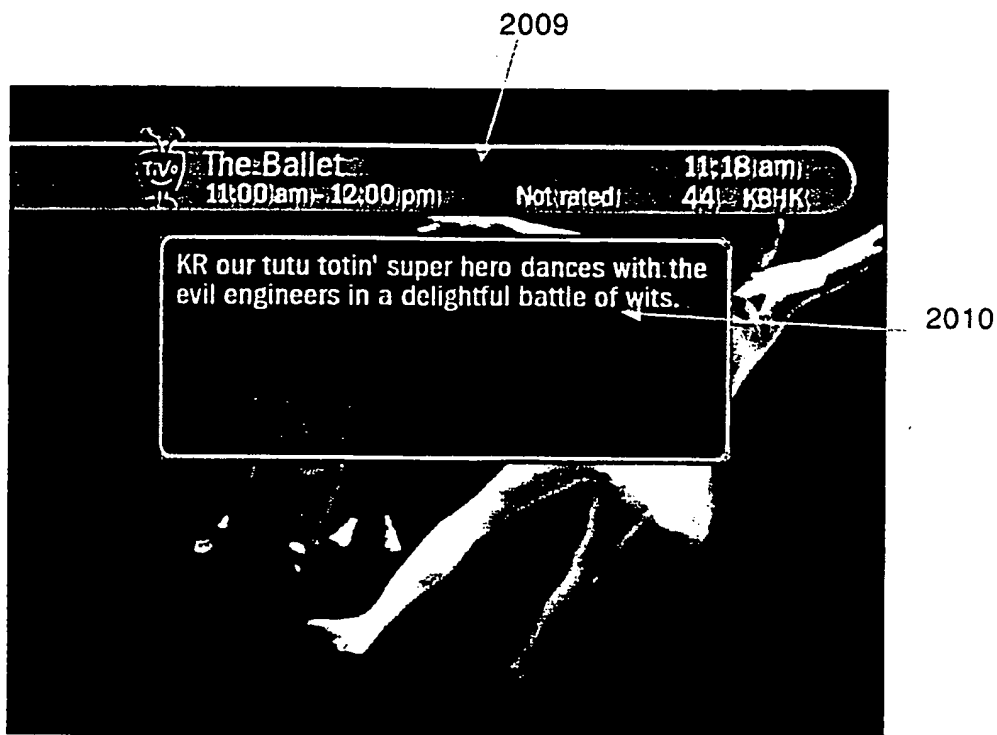 2009
TiVo
The Ballet
11:18 am
11:00 am - 12:00 pm
Not rated
44
KBHK
KR our tutu totin' super hero dances with the
evil engineers in a delightful battle of wits.
2010